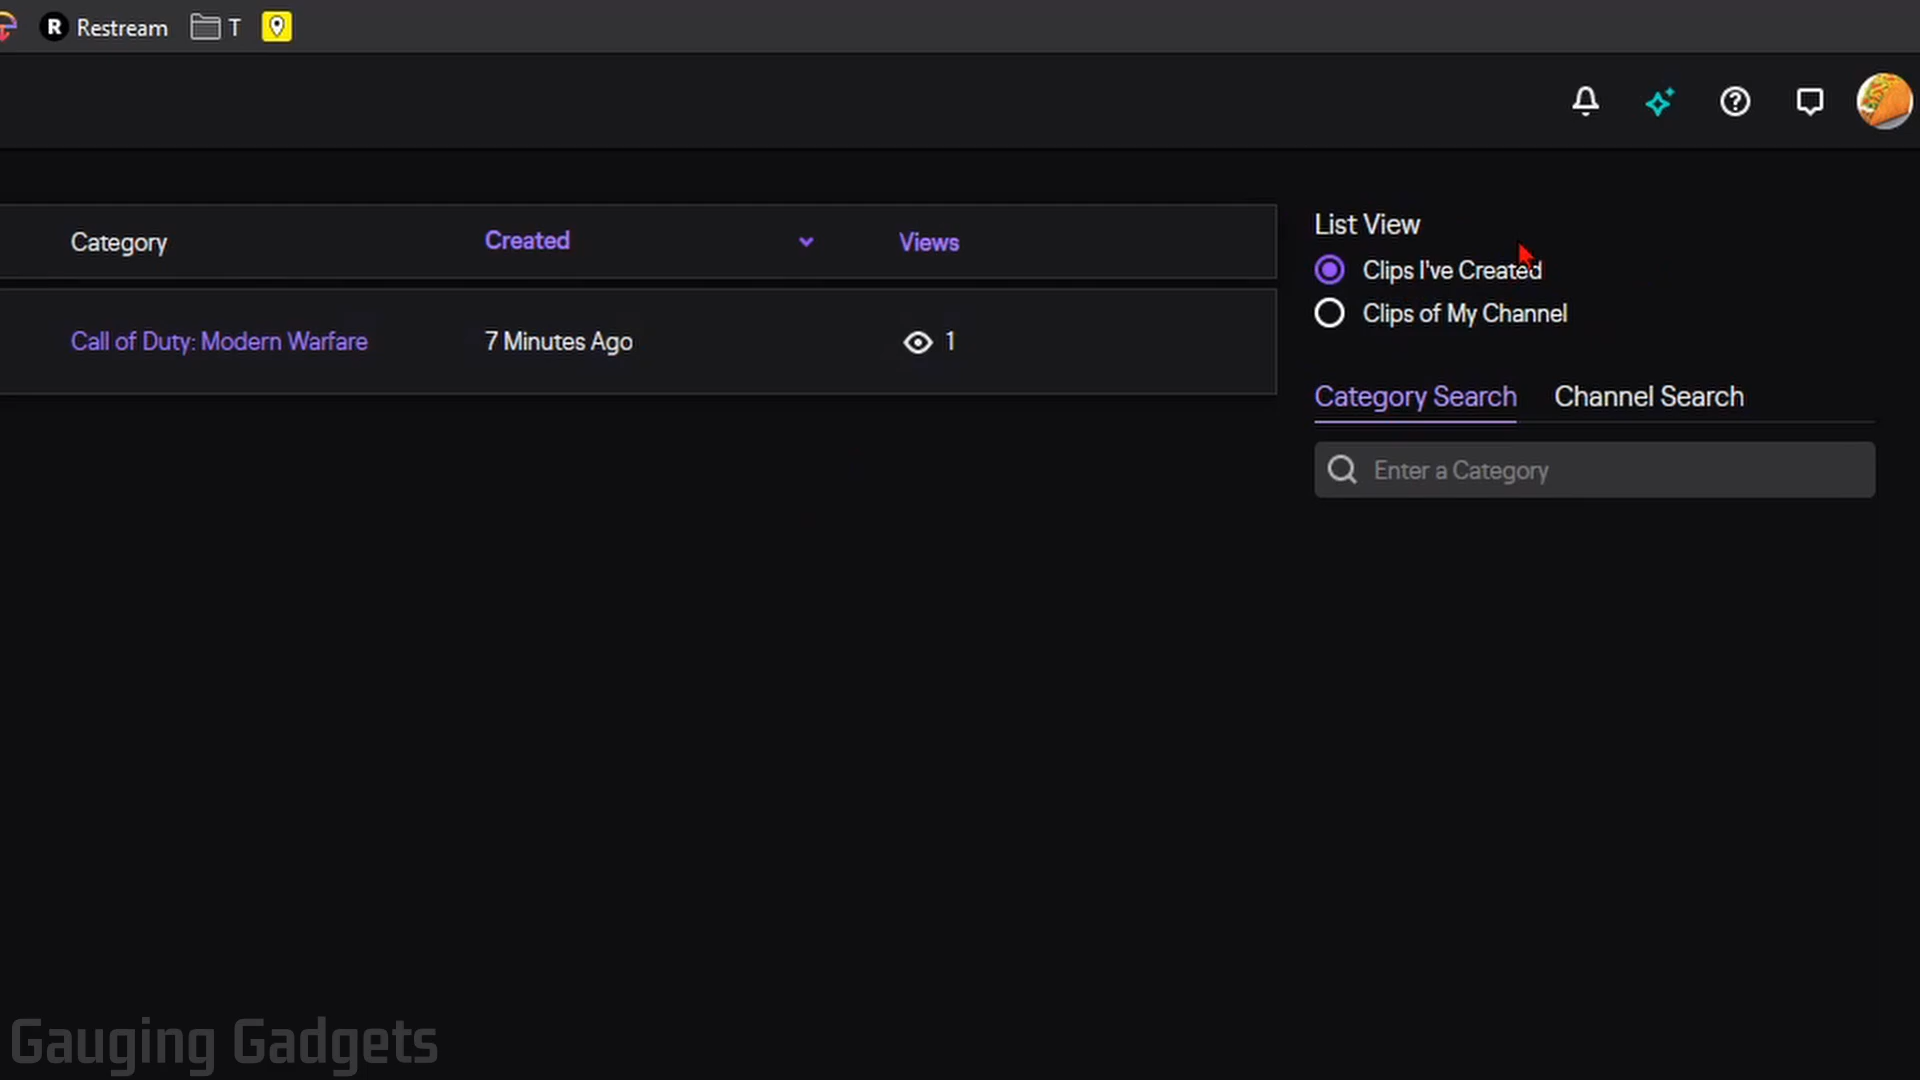 R Restream T
Category Created Views
Call of Duty: Modern Warfare 7 Minutes Ago 1
List View
Clips I've Created
Clips of My Channel
Category Search Channel Search
Enter a Category
Gauging Gadgets